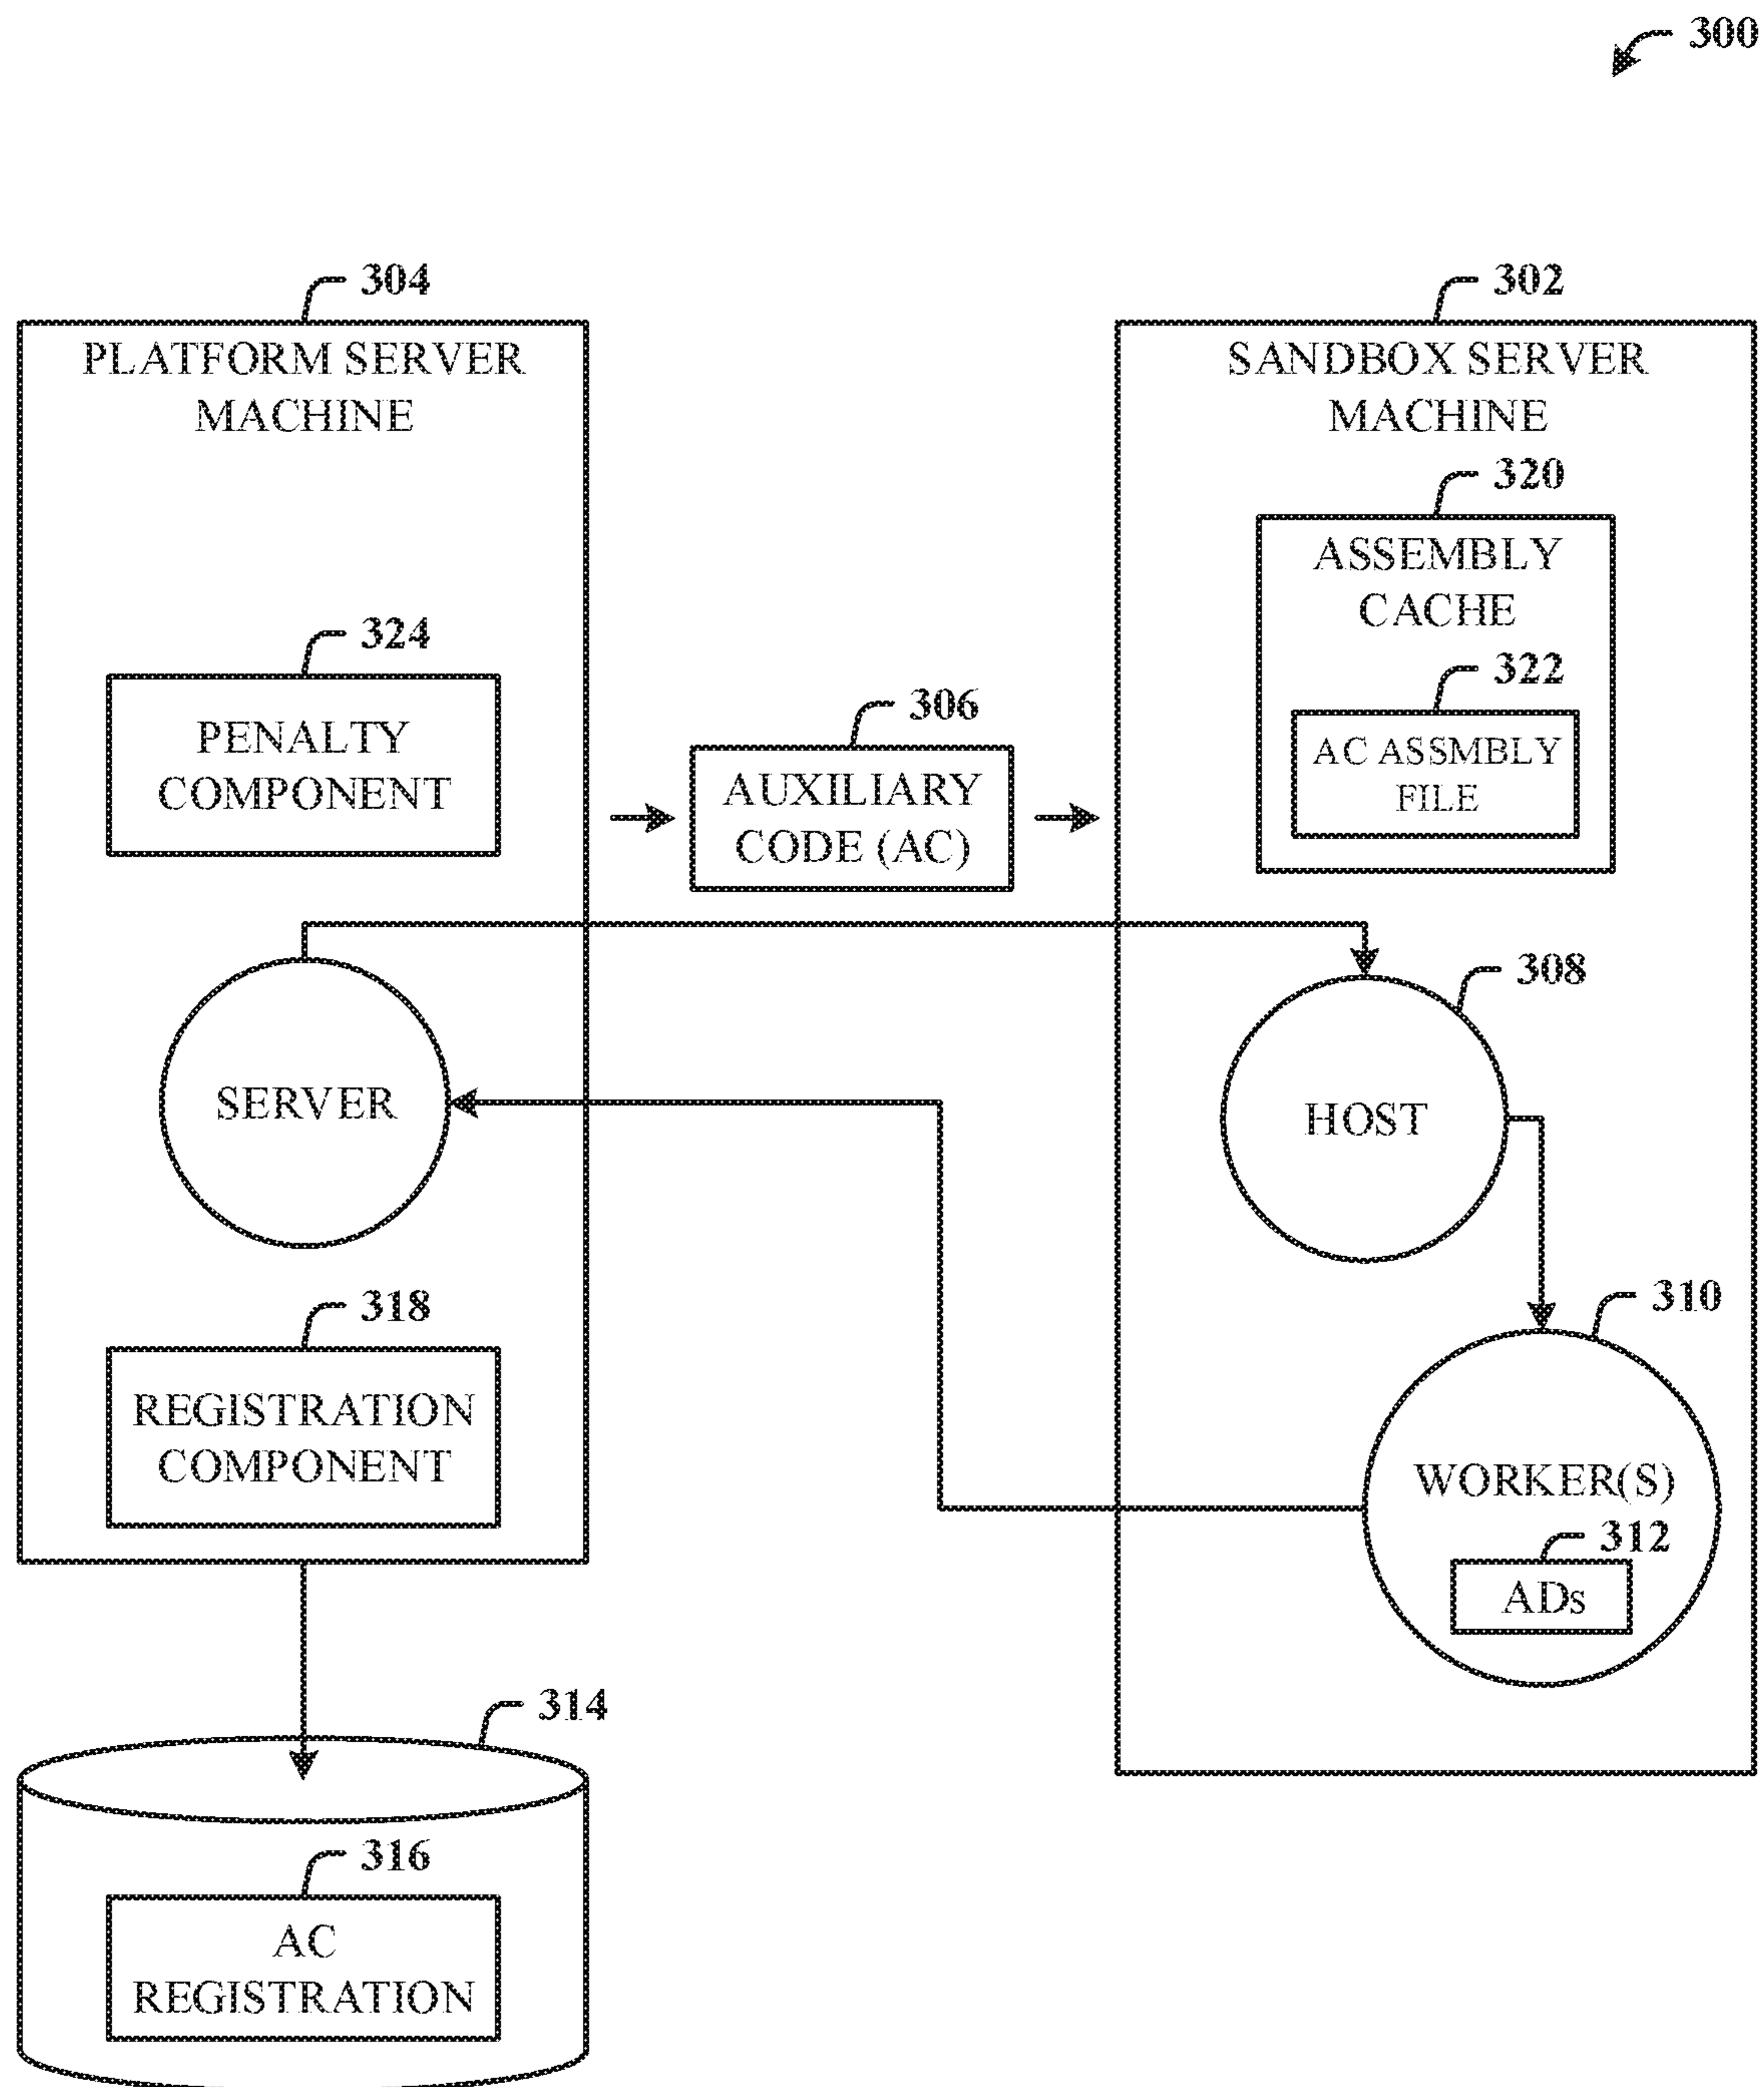 300
304
PLATFORM SERVER
MACHINE
302
SANDBOX SERVER
MACHINE
320
ASSEMBLY
CACHE
322
AC ASSMBLY
FILE
324
PENALTY
COMPONENT
306
AUXILIARY
CODE (AC)
SERVER
308
HOST
318
REGISTRATION
COMPONENT
310
WORKER(S)
312
ADs
314
316
AC
REGISTRATION